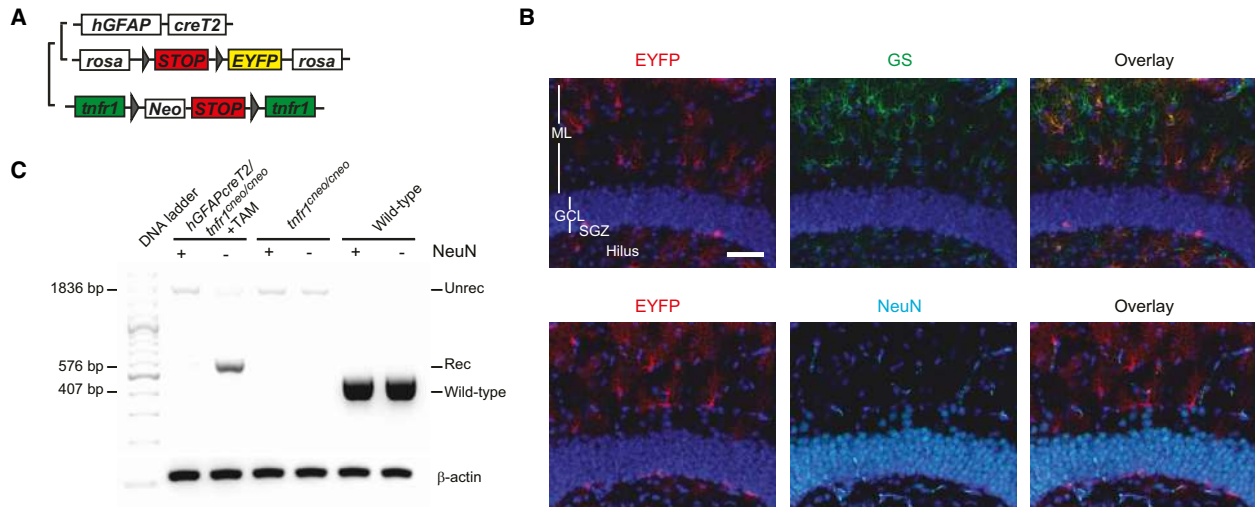 A
hGFAP creT2
rosa STOP EYFP rosa
tnfr1 Neo STOP tnfr1
B
EYFP GS Overlay
ML
GCL
SGZ
Hilus
EYFP NeuN Overlay
C
DNA ladder
hGFAPcreT2/
tnfr1cneo/cneo
+TAM
tnfr1cneo/cneo
Wild-type
+ - + - + - NeuN
1836 bp Unrec
576 bp Rec
407 bp Wild-type
β-actin